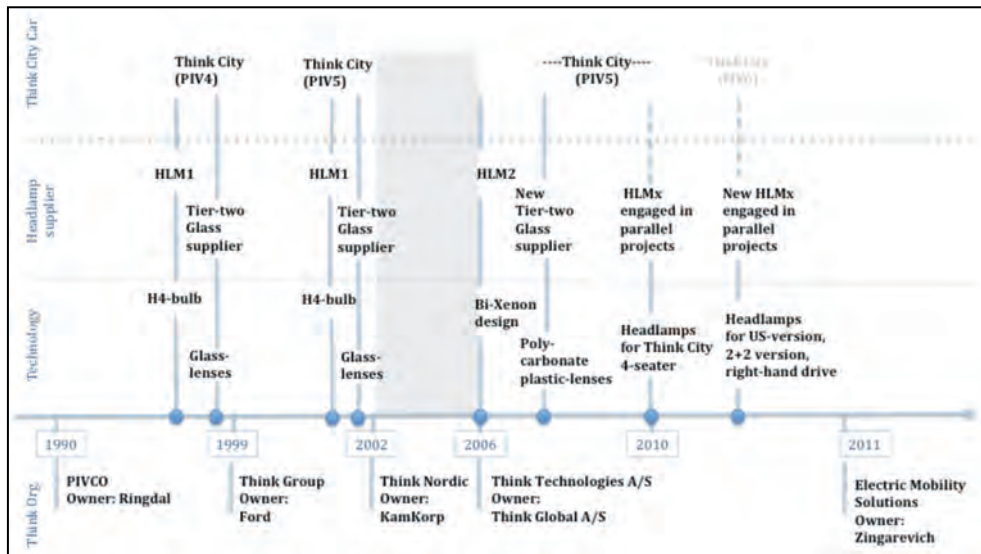 Think City Car
Think City
(PIV4)
Think City
(PIV5)
----Think City----
(PIV5)
Think City
Headlamp
supplier
HLM1
Tier-two
Glass
supplier
HLM1
Tier-two
Glass
supplier
HLM2
New
Tier-two
Glass
supplier
HLMx
engaged in
parallel
projects
New HLMx
engaged in
parallel
projects
Technology
H4-bulb
Glass-
lenses
H4-bulb
Glass-
lenses
Bi-Xenon
design
Poly-
carbonate
plastic-lenses
Headlamps
for Think City
4-seater
Headlamps
for US-version,
2+2 version,
right-hand drive
1990
1999
2002
2006
2010
2011
Think Org.
PIVCO
Owner: Ringdal
Think Group
Owner:
Ford
Think Nordic
Owner:
KamKorp
Think Technologies A/S
Owner:
Think Global A/S
Electric Mobility
Solutions
Owner:
Zingarevich